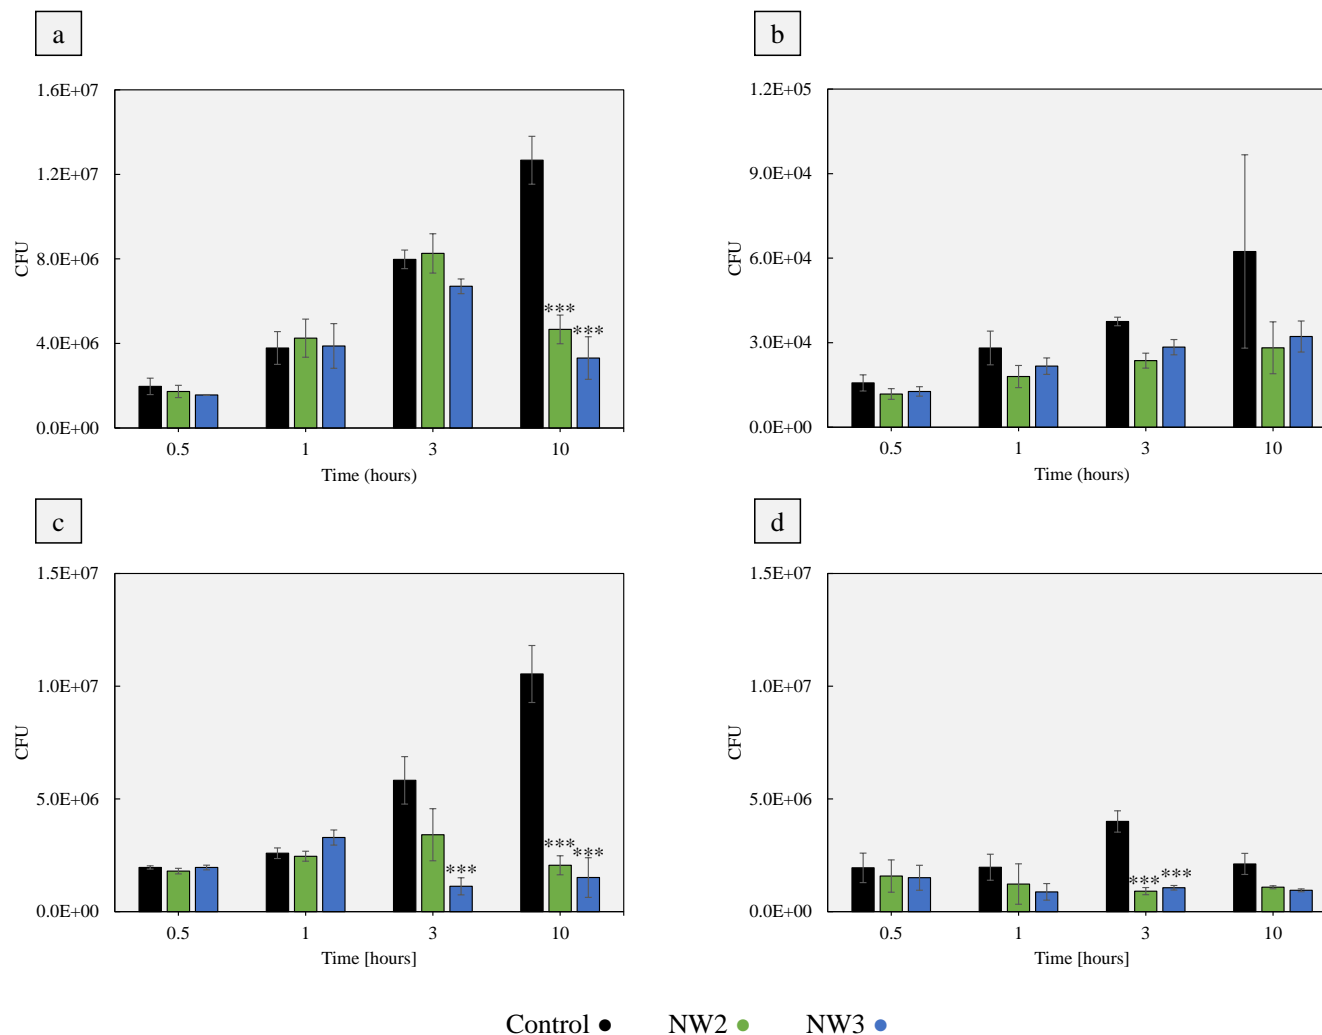 a
1.6E+07
1.2E+07
8.0E+06
4.0E+06
0.0E+00
CFU
*** ***
0.5 1 3 10
Time (hours)
b
1.2E+05
9.0E+04
6.0E+04
3.0E+04
0.0E+00
CFU
0.5 1 3 10
Time (hours)
c
1.5E+07
1.0E+07
5.0E+06
0.0E+00
CFU
*** *** ***
0.5 1 3 10
Time [hours]
d
1.5E+07
1.0E+07
5.0E+06
0.0E+00
CFU
*** ***
0.5 1 3 10
Time [hours]
Control NW2 NW3